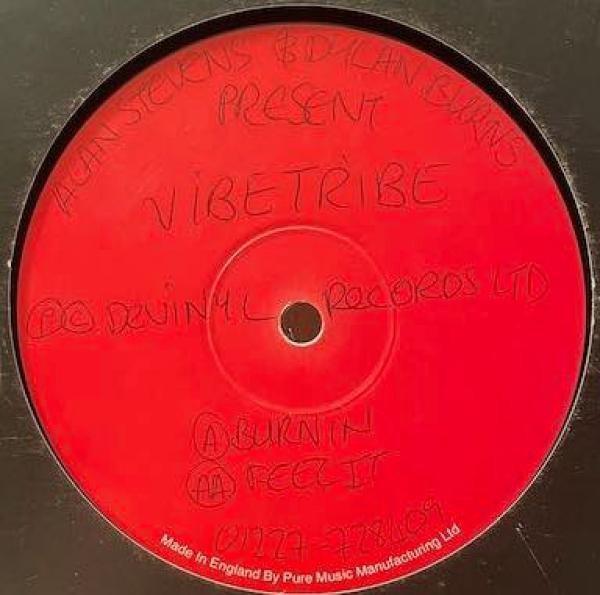 ALAN STEVENS & DYLAN BURNS
PRESENT
VIBETRIBE
Ⓟ© DZVINYL RECORDS LTD
Ⓐ BURNIN
ⒶⒶ FEEL IT
Made In England By Pure Music Manufacturing Ltd